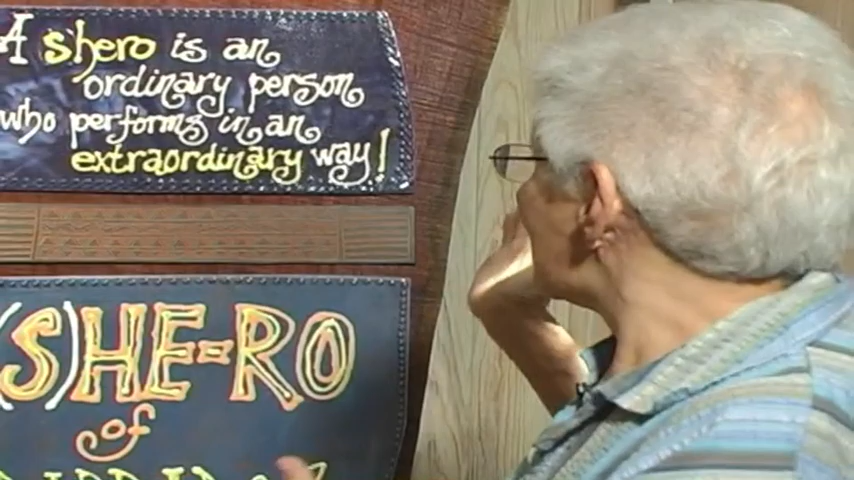 A shero is an
ordinary person
who performs in an
extraordinary way!
(S)HE-RO
of